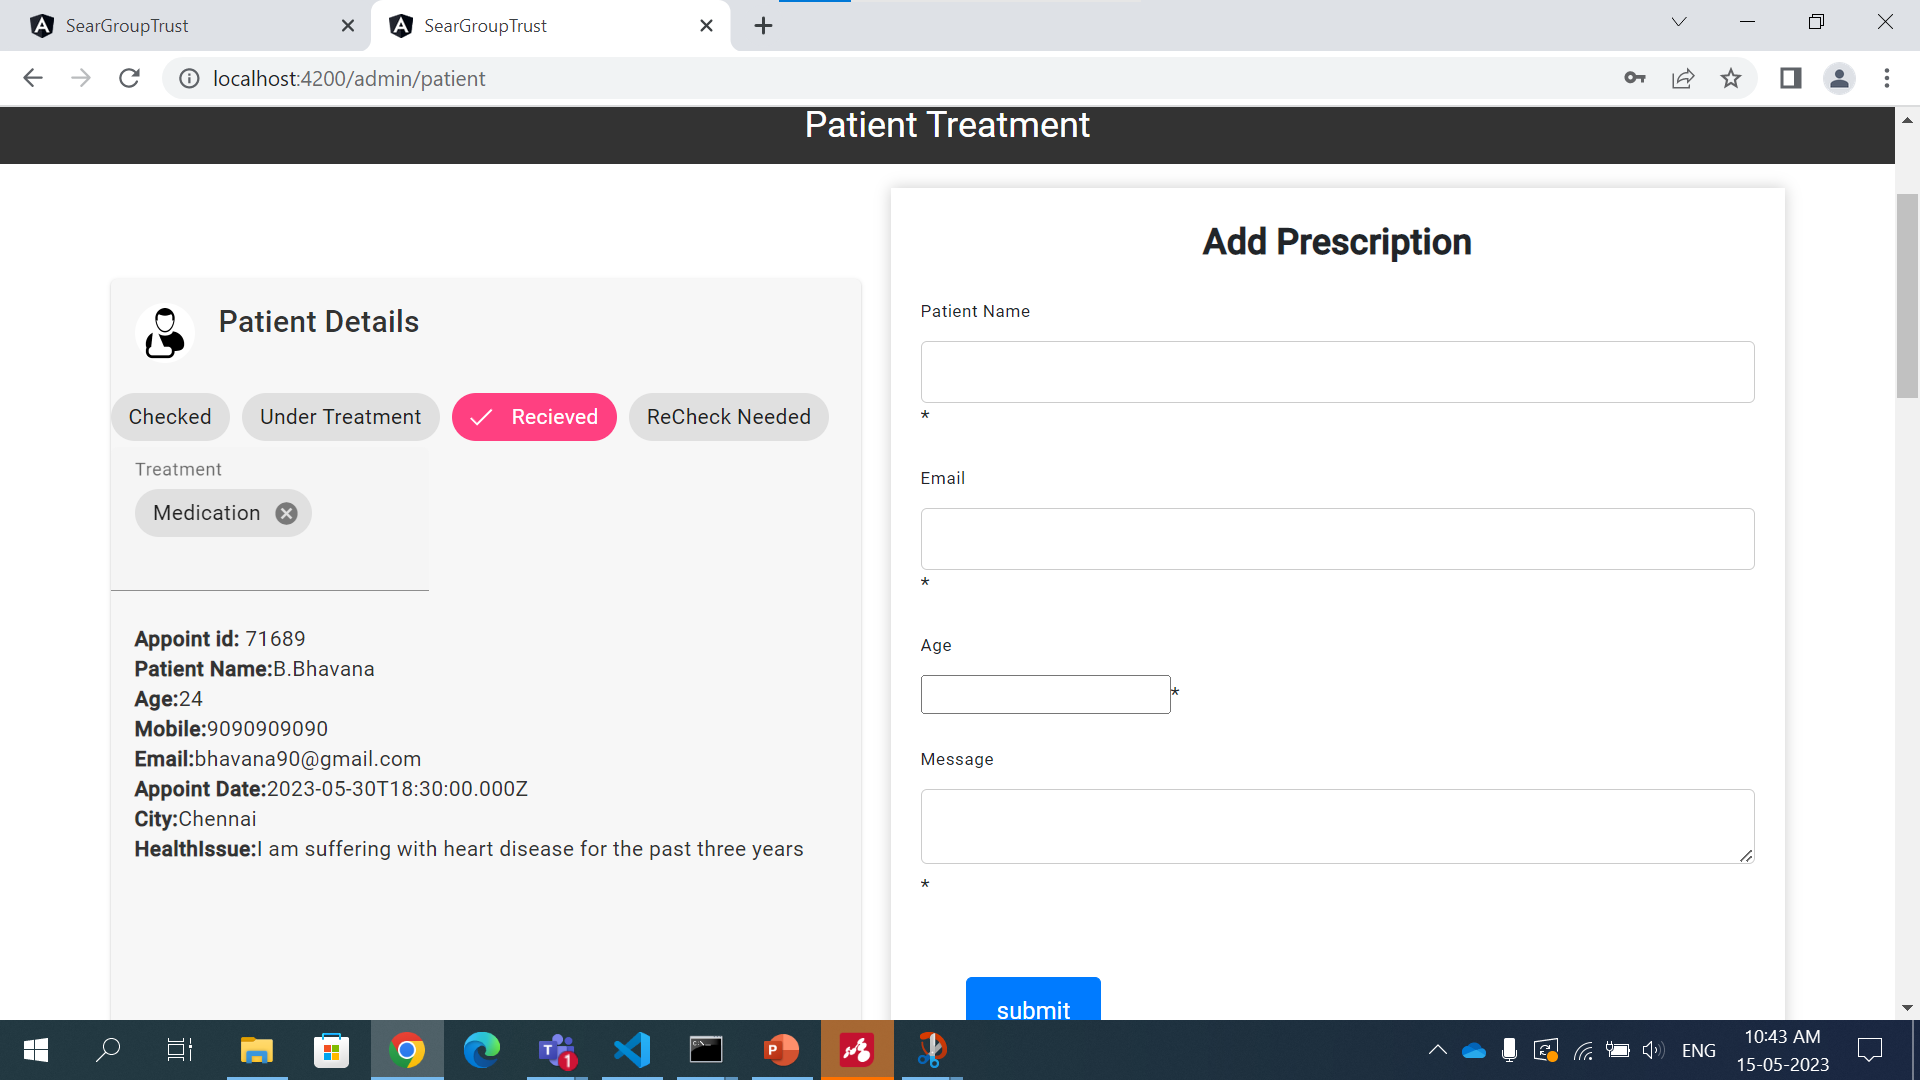 SearGroupTrust
SearGroupTrust
localhost:4200/admin/patient
Patient Treatment
Patient Details
Checked
Under Treatment
Recieved
ReCheck Needed
Treatment
Medication
Appoint id: 71689
Patient Name:B.Bhavana
Age:24
Mobile:9090909090
Email:bhavana90@gmail.com
Appoint Date:2023-05-30T18:30:00.000Z
City:Chennai
HealthIssue:I am suffering with heart disease for the past three years
Add Prescription
Patient Name
*
Email
*
Age
*
Message
*
submit
1
ENG
10:43 AM
15-05-2023